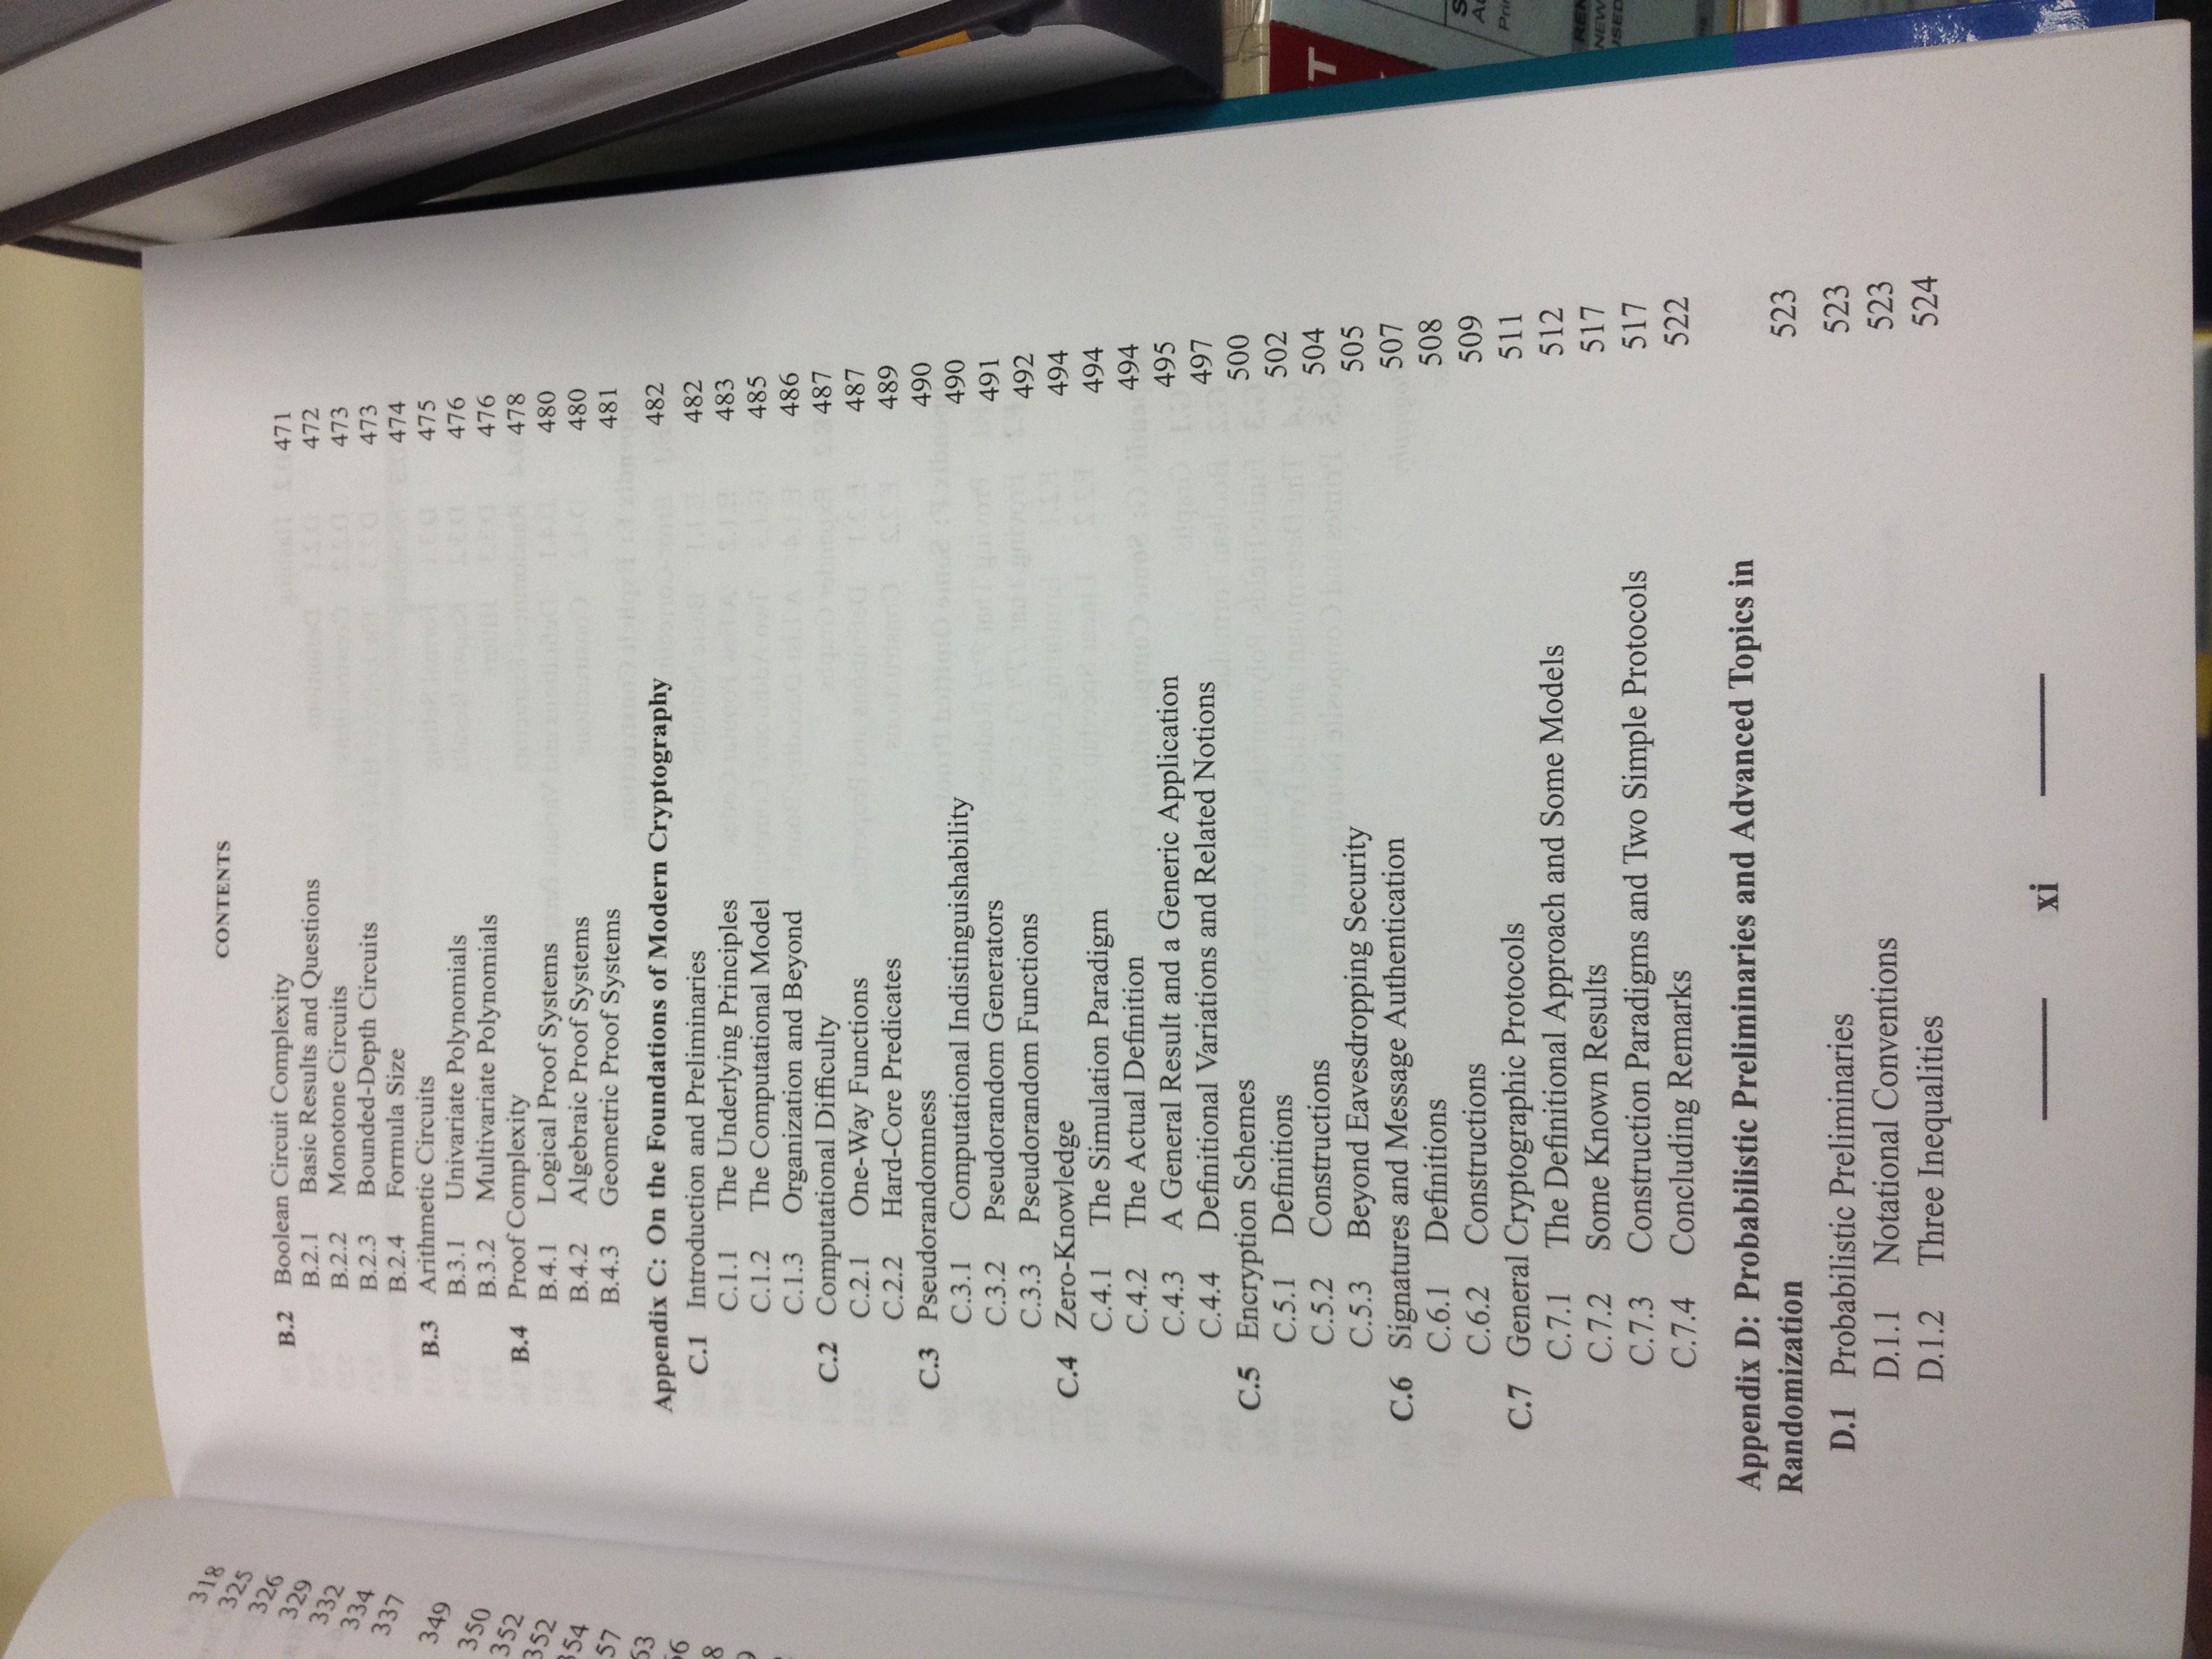 318
325
326
329
332
334
337
349
350
352
352
354
57
63
CONTENTS
B.2 Boolean Circuit Complexity 471
B.2.1 Basic Results and Questions 472
B.2.2 Monotone Circuits 473
B.2.3 Bounded-Depth Circuits 473
B.2.4 Formula Size 474
B.3 Arithmetic Circuits 475
B.3.1 Univariate Polynomials 476
B.3.2 Multivariate Polynomials 476
B.4 Proof Complexity 478
B.4.1 Logical Proof Systems 480
B.4.2 Algebraic Proof Systems 480
B.4.3 Geometric Proof Systems 481
Appendix C: On the Foundations of Modern Cryptography 482
C.1 Introduction and Preliminaries 482
C.1.1 The Underlying Principles 483
C.1.2 The Computational Model 485
C.1.3 Organization and Beyond 486
C.2 Computational Difficulty 487
C.2.1 One-Way Functions 487
C.2.2 Hard-Core Predicates 489
C.3 Pseudorandomness 490
C.3.1 Computational Indistinguishability 490
C.3.2 Pseudorandom Generators 491
C.3.3 Pseudorandom Functions 492
C.4 Zero-Knowledge 494
C.4.1 The Simulation Paradigm 494
C.4.2 The Actual Definition 494
C.4.3 A General Result and a Generic Application 495
C.4.4 Definitional Variations and Related Notions 497
C.5 Encryption Schemes 500
C.5.1 Definitions 502
C.5.2 Constructions 504
C.5.3 Beyond Eavesdropping Security 505
C.6 Signatures and Message Authentication 507
C.6.1 Definitions 508
C.6.2 Constructions 509
C.7 General Cryptographic Protocols 511
C.7.1 The Definitional Approach and Some Models 512
C.7.2 Some Known Results 517
C.7.3 Construction Paradigms and Two Simple Protocols 517
C.7.4 Concluding Remarks 522
Appendix D: Probabilistic Preliminaries and Advanced Topics in
Randomization 523
D.1 Probabilistic Preliminaries 523
D.1.1 Notational Conventions 523
D.1.2 Three Inequalities 524
xi